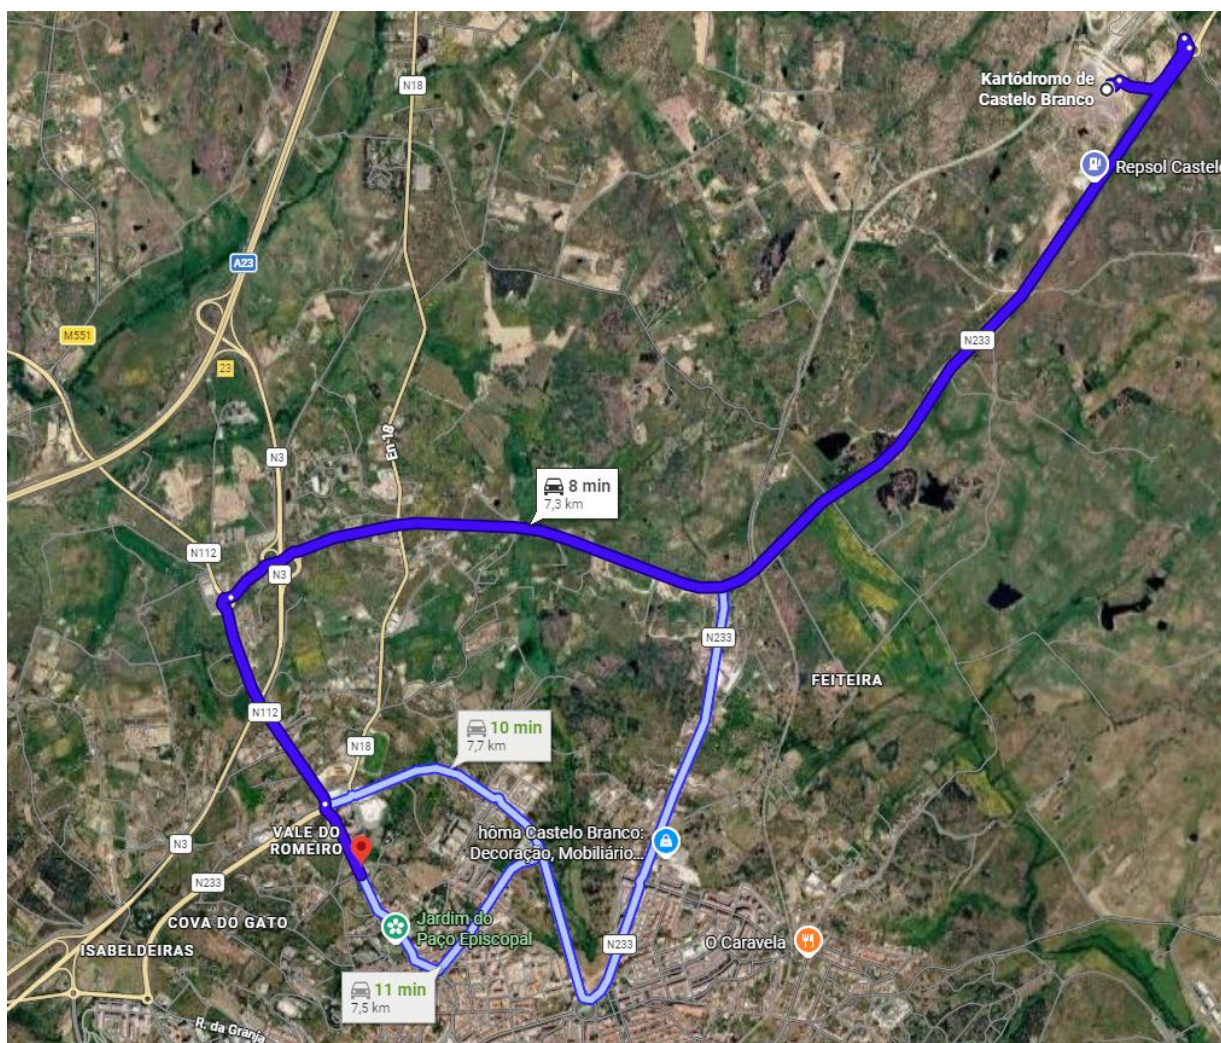 Kartódromo de
Castelo Branco
N18
Repsol Castelo
A23
M551
23
N233
En-18
N3
8 min
7,3 km
N112
N3
N233
FEITEIRA
N112
10 min
7,7 km
N18
VALE DO
ROMEIRO
hôma Castelo Branco:
Decoração, Mobiliário...
N3
N233
COVA DO GATO
Jardim do
Paço Episcopal
ISABELDEIRAS
N233
O Caravela
11 min
7,5 km
R. da Granja